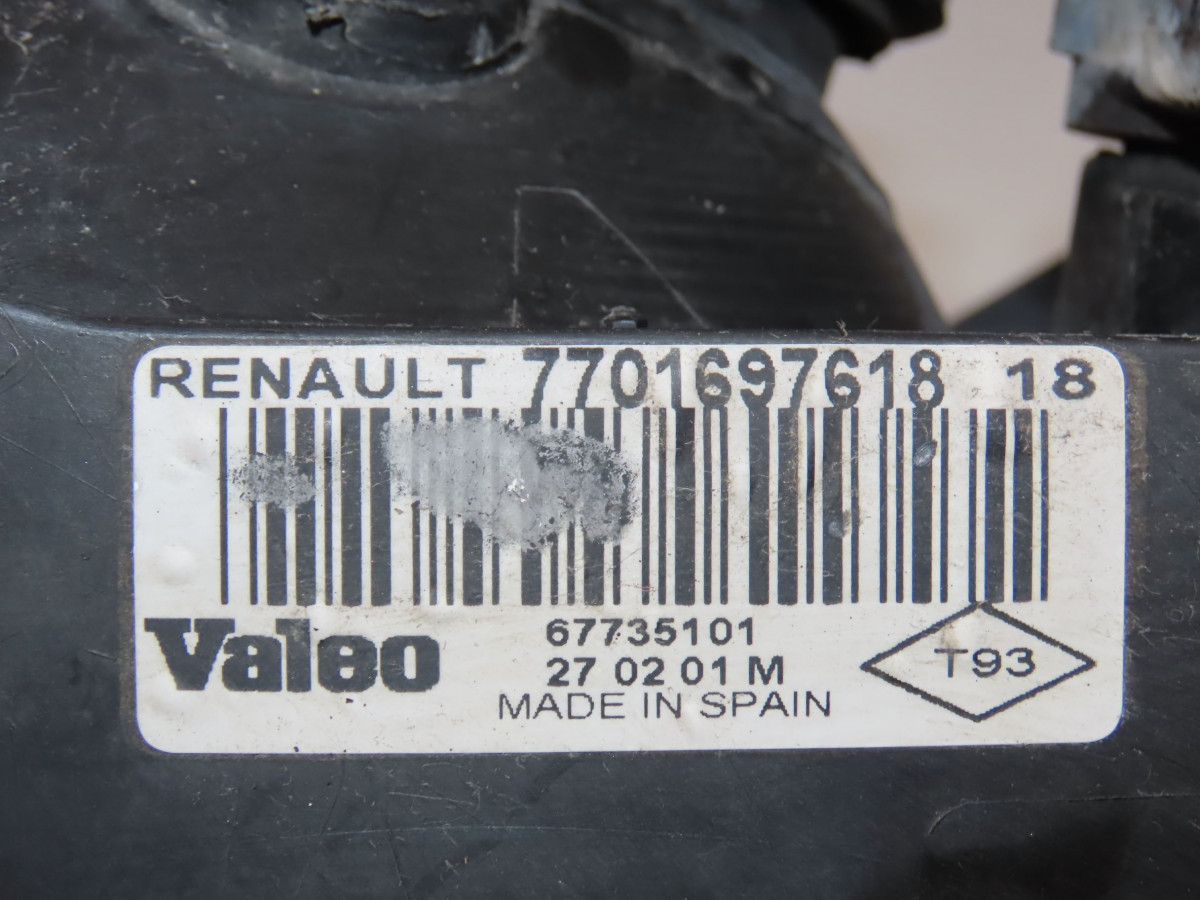 RENAULT 7701697618 18
Valeo
67735101
27 02 01 M
MADE IN SPAIN
T93